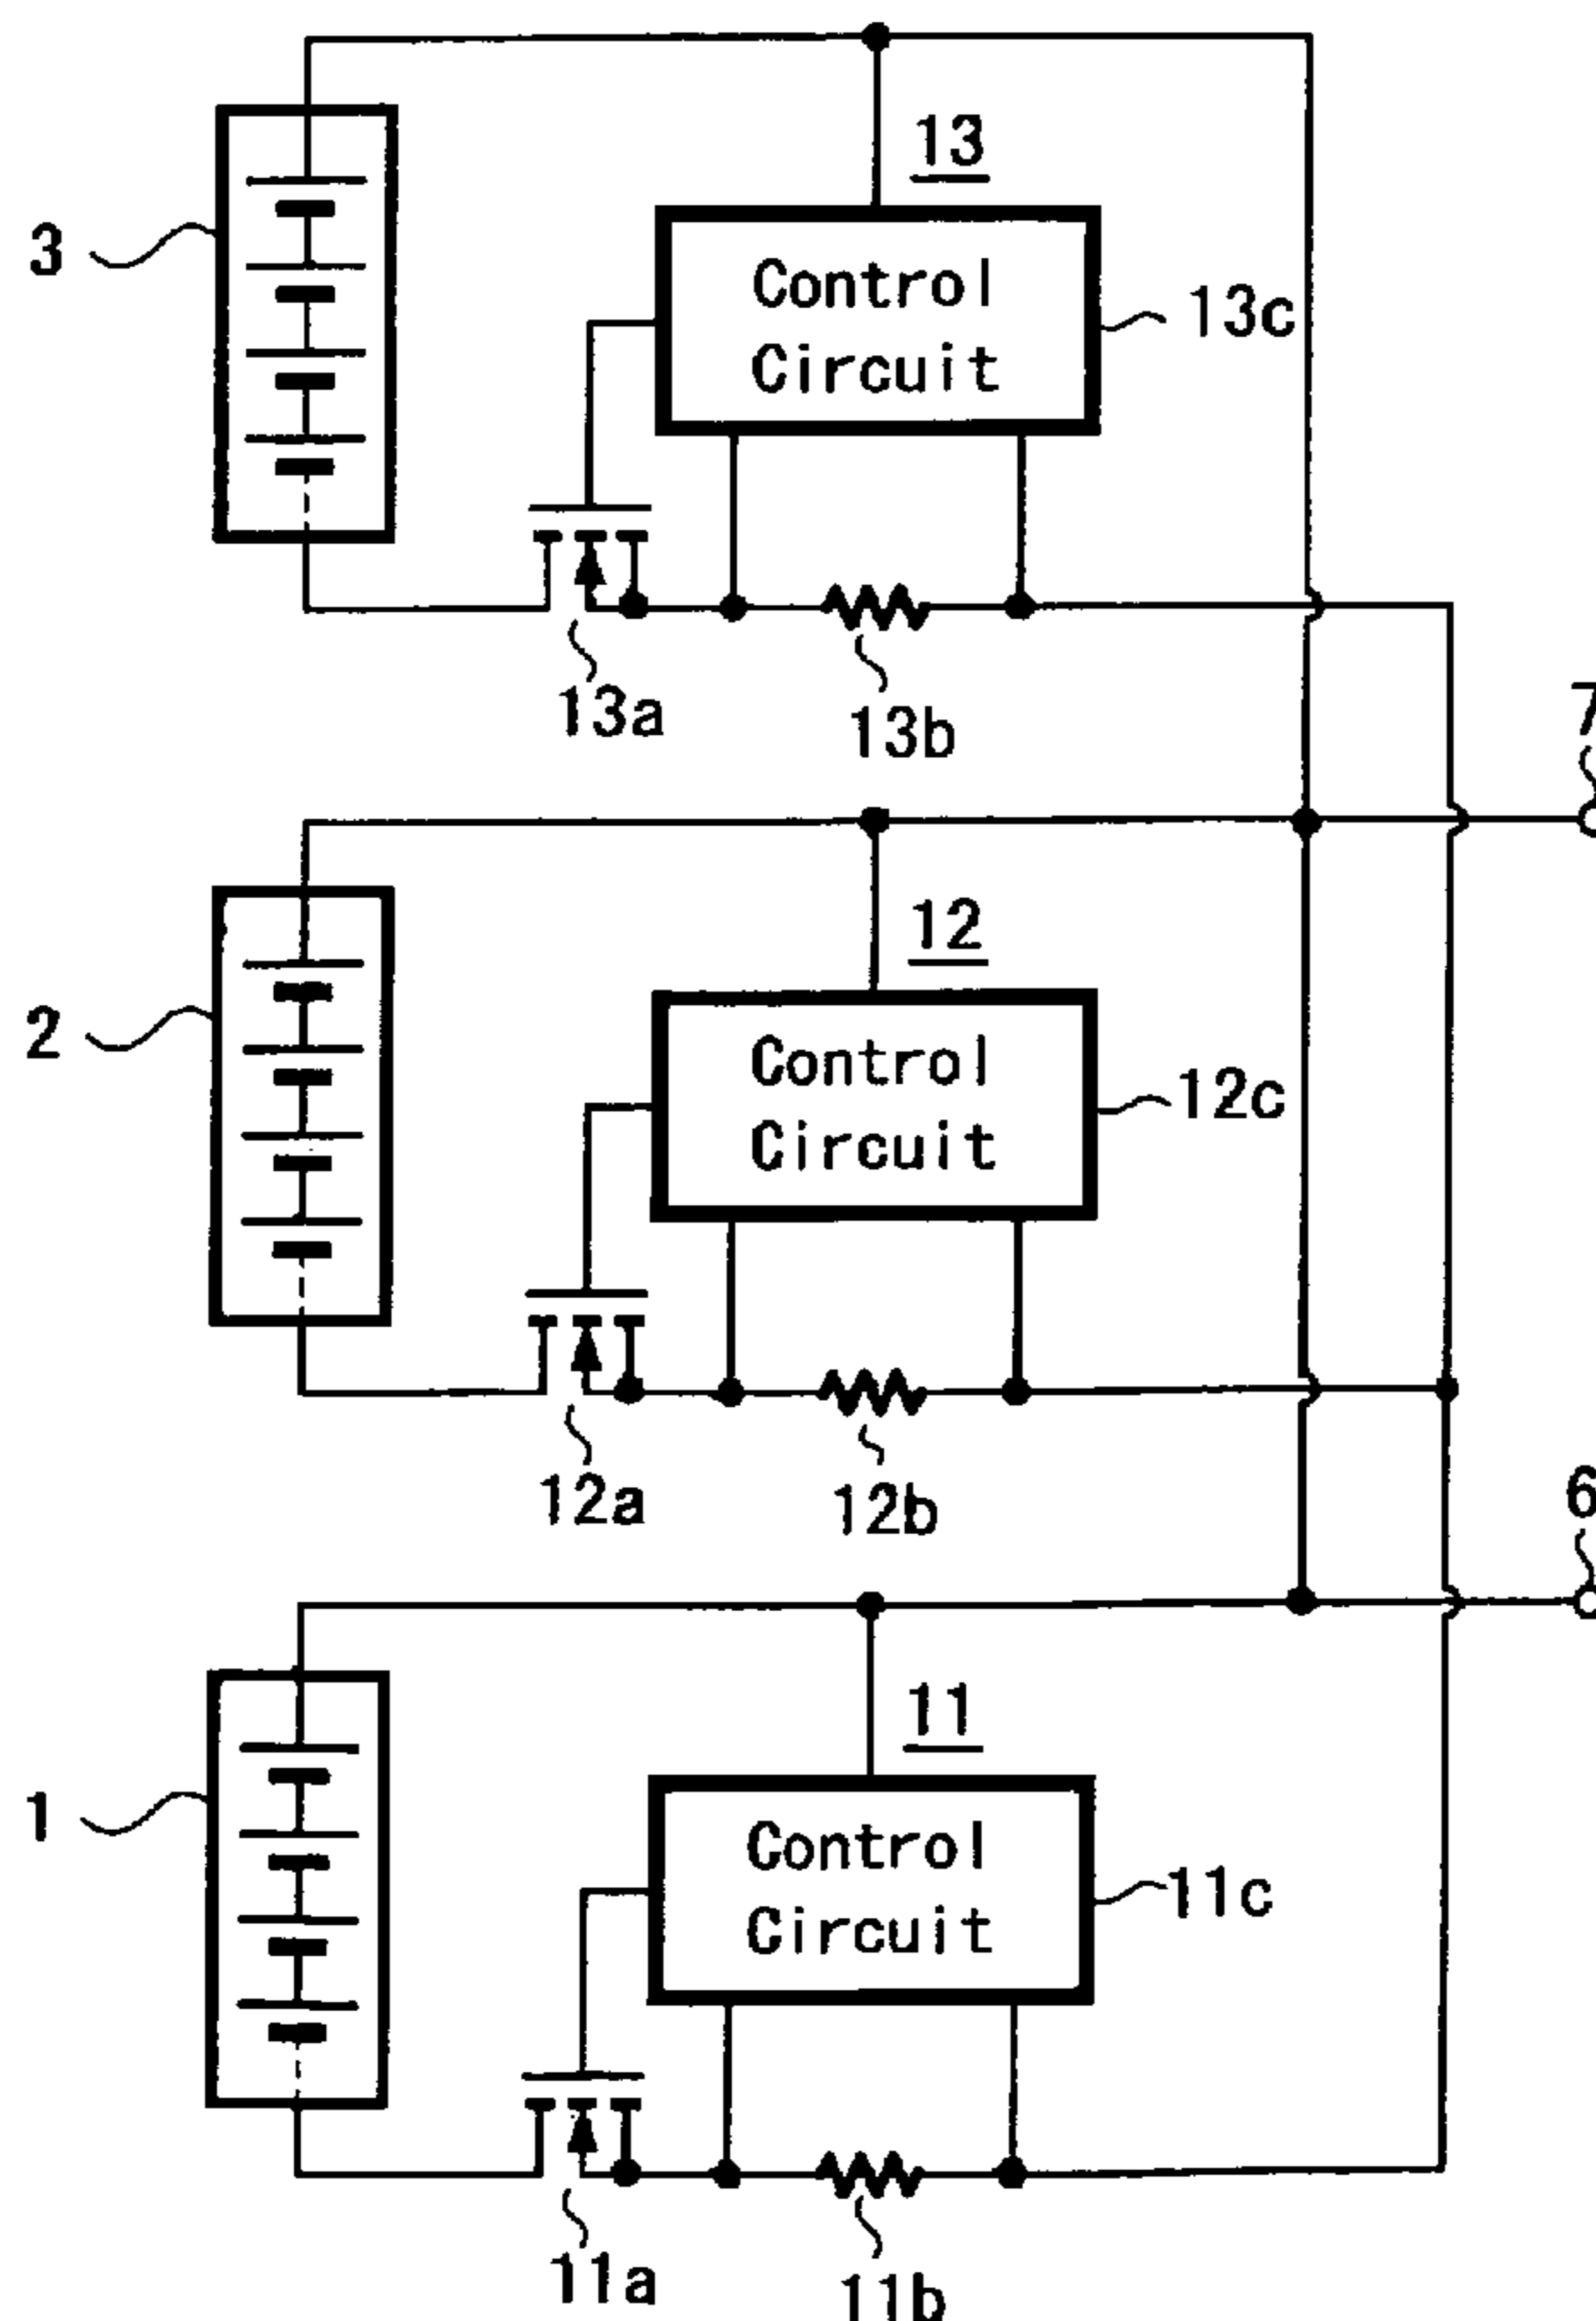 13
3
Control
Circuit
13c
13a
13b
7
12
2
Control
Circuit
12c
12a
12b
6
11
1
Control
Circuit
11c
11a
11b